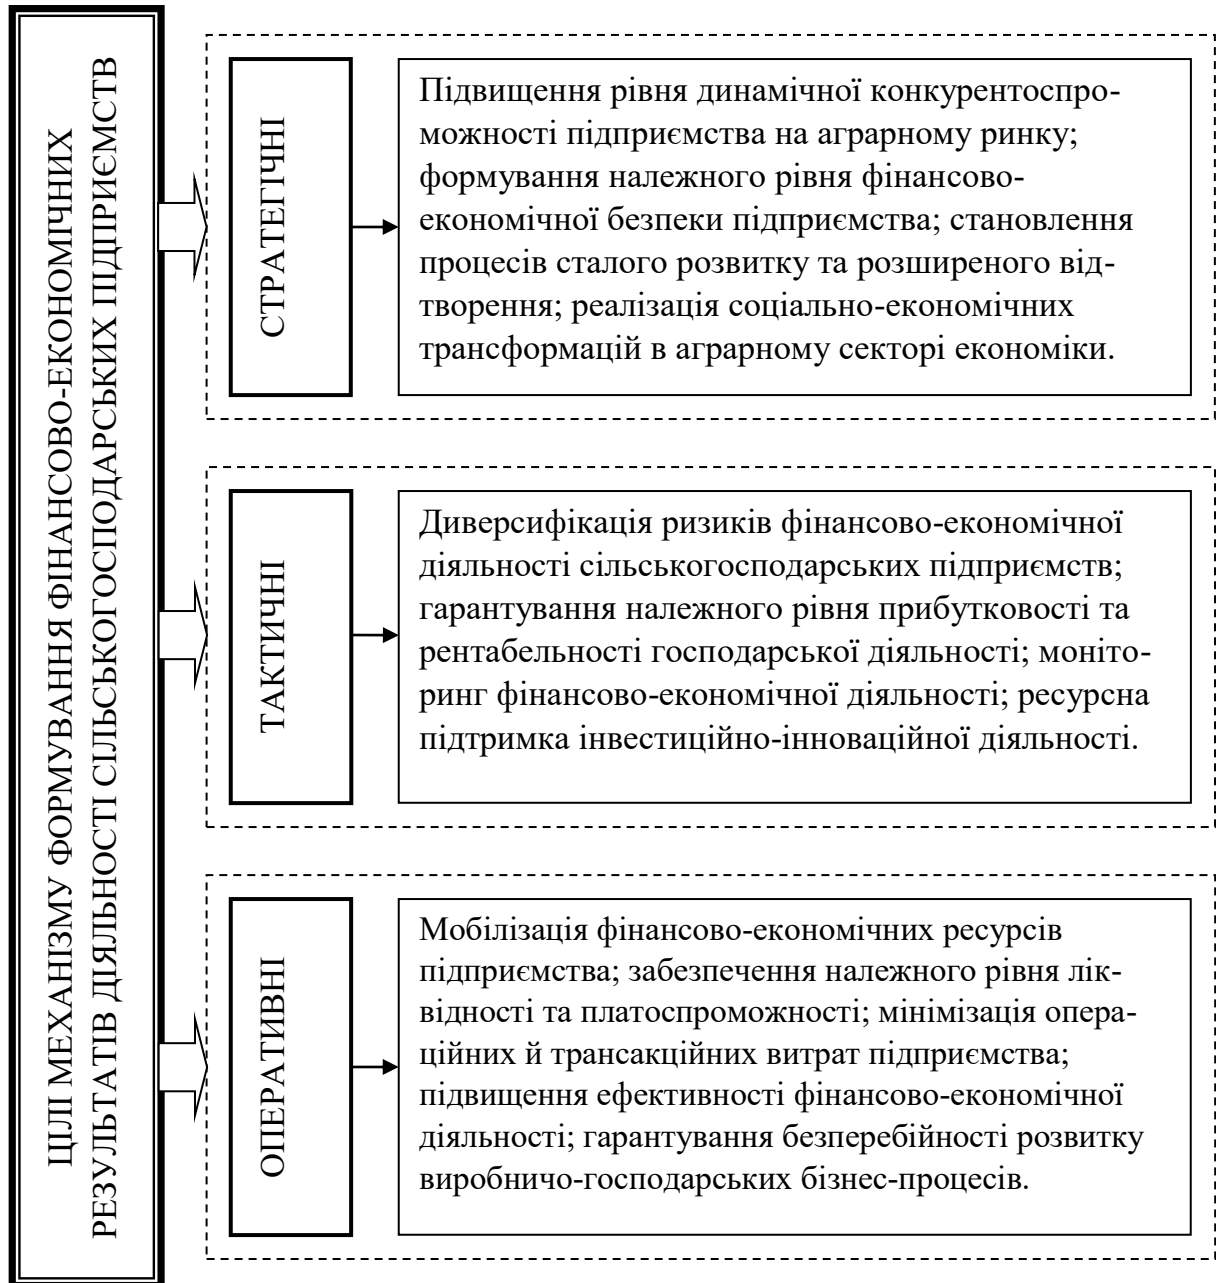 ЦІЛІ МЕХАНІЗМУ ФОРМУВАННЯ ФІНАНСОВО-ЕКОНОМІЧНИХ
РЕЗУЛЬТАТІВ ДІЯЛЬНОСТІ СІЛЬСЬКОГОСПОДАРСЬКИХ ПІДПРИЄМСТВ
СТРАТЕГІЧНІ
Підвищення рівня динамічної конкурентоспро-
можності підприємства на аграрному ринку;
формування належного рівня фінансово-
економічної безпеки підприємства; становлення
процесів сталого розвитку та розширеного від-
творення; реалізація соціально-економічних
трансформацій в аграрному секторі економіки.
ТАКТИЧНІ
Диверсифікація ризиків фінансово-економічної
діяльності сільськогосподарських підприємств;
гарантування належного рівня прибутковості та
рентабельності господарської діяльності; моніто-
ринг фінансово-економічної діяльності; ресурсна
підтримка інвестиційно-інноваційної діяльності.
ОПЕРАТИВНІ
Мобілізація фінансово-економічних ресурсів
підприємства; забезпечення належного рівня лік-
відності та платоспроможності; мінімізація опера-
ційних й трансакційних витрат підприємства;
підвищення ефективності фінансово-економічної
діяльності; гарантування безперебійності розвитку
виробничо-господарських бізнес-процесів.